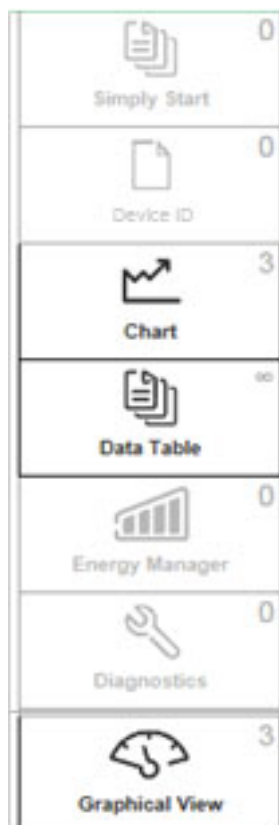 0
Simply Start
0
Device ID
3
Chart
∞
Data Table
0
Energy Manager
0
Diagnostics
3
Graphical View